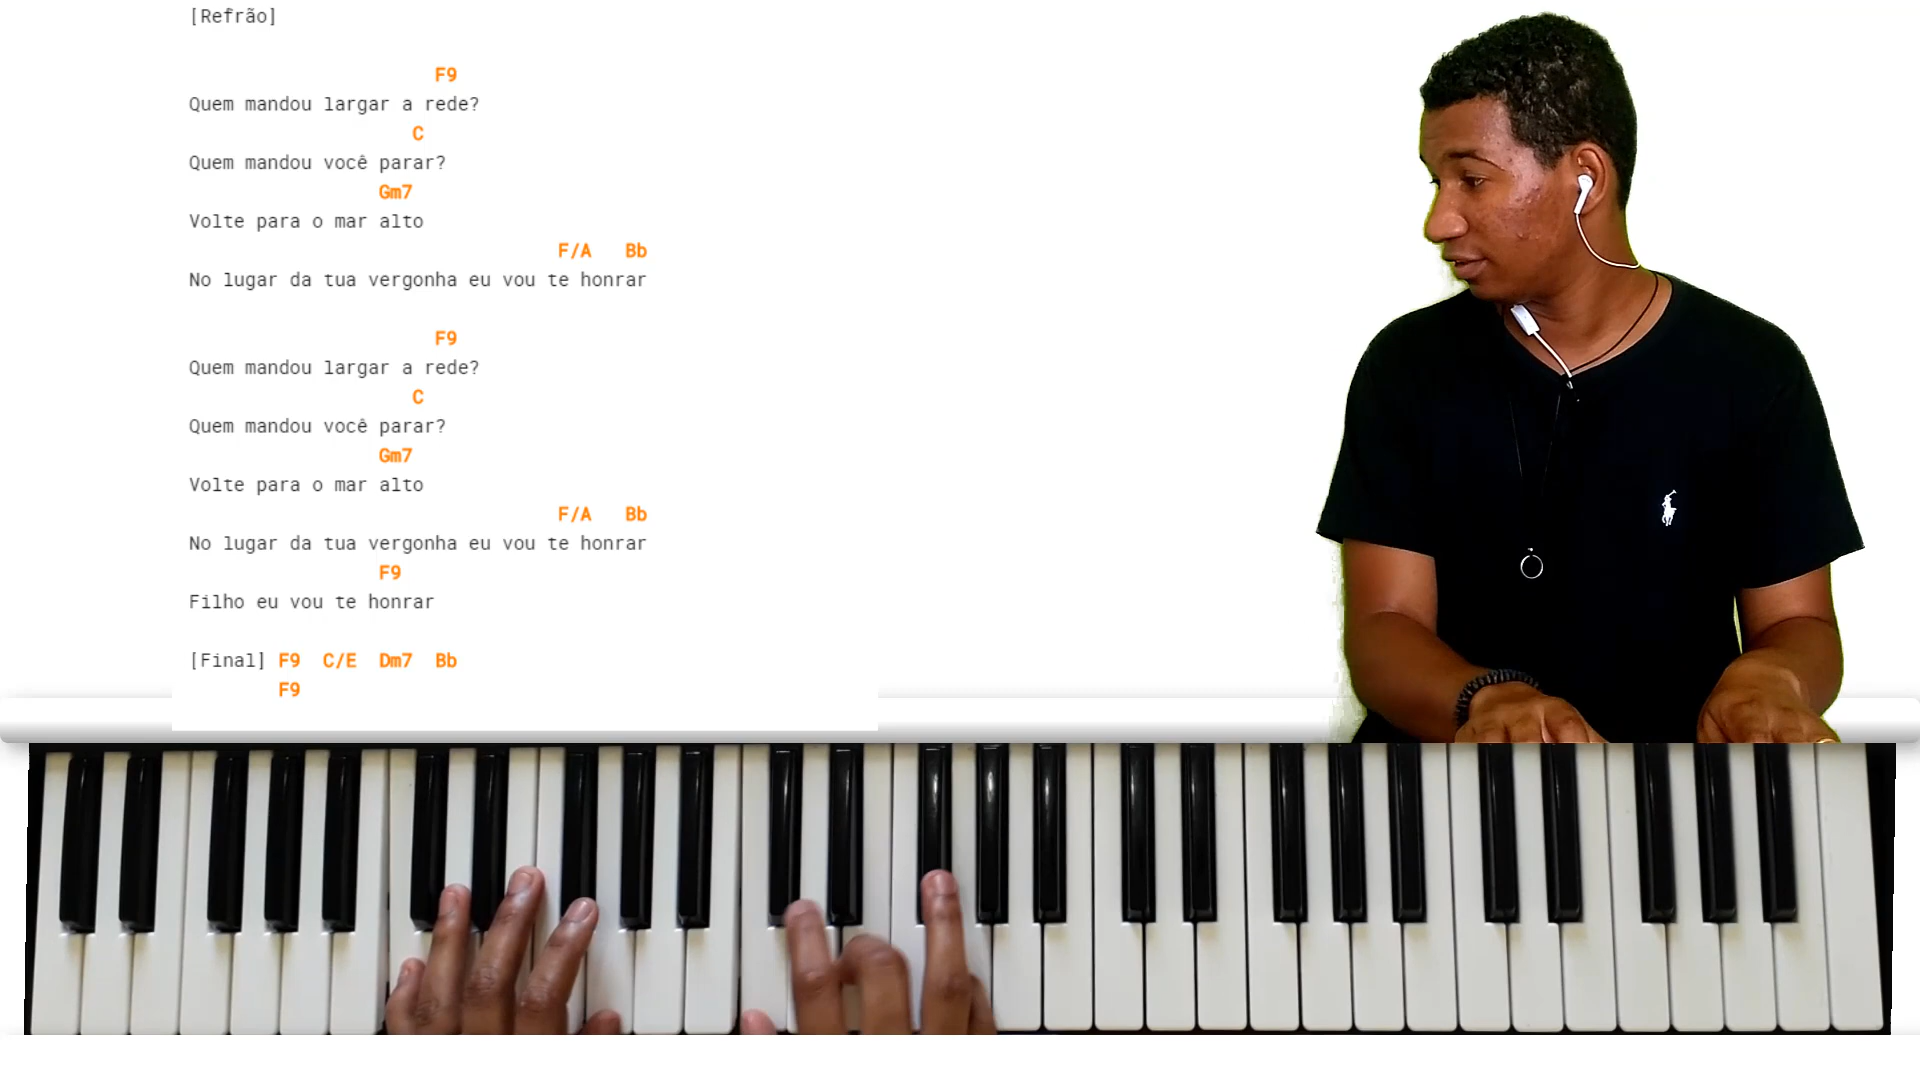 [Refrão]
F9
Quem mandou largar a rede?
C
Quem mandou você parar?
Gm7
Volte para o mar alto
F/A Bb
No lugar da tua vergonha eu vou te honrar
F9
Quem mandou largar a rede?
C
Quem mandou você parar?
Gm7
Volte para o mar alto
F/A Bb
No lugar da tua vergonha eu vou te honrar
F9
Filho eu vou te honrar
[Final] F9 C/E Dm7 Bb
F9